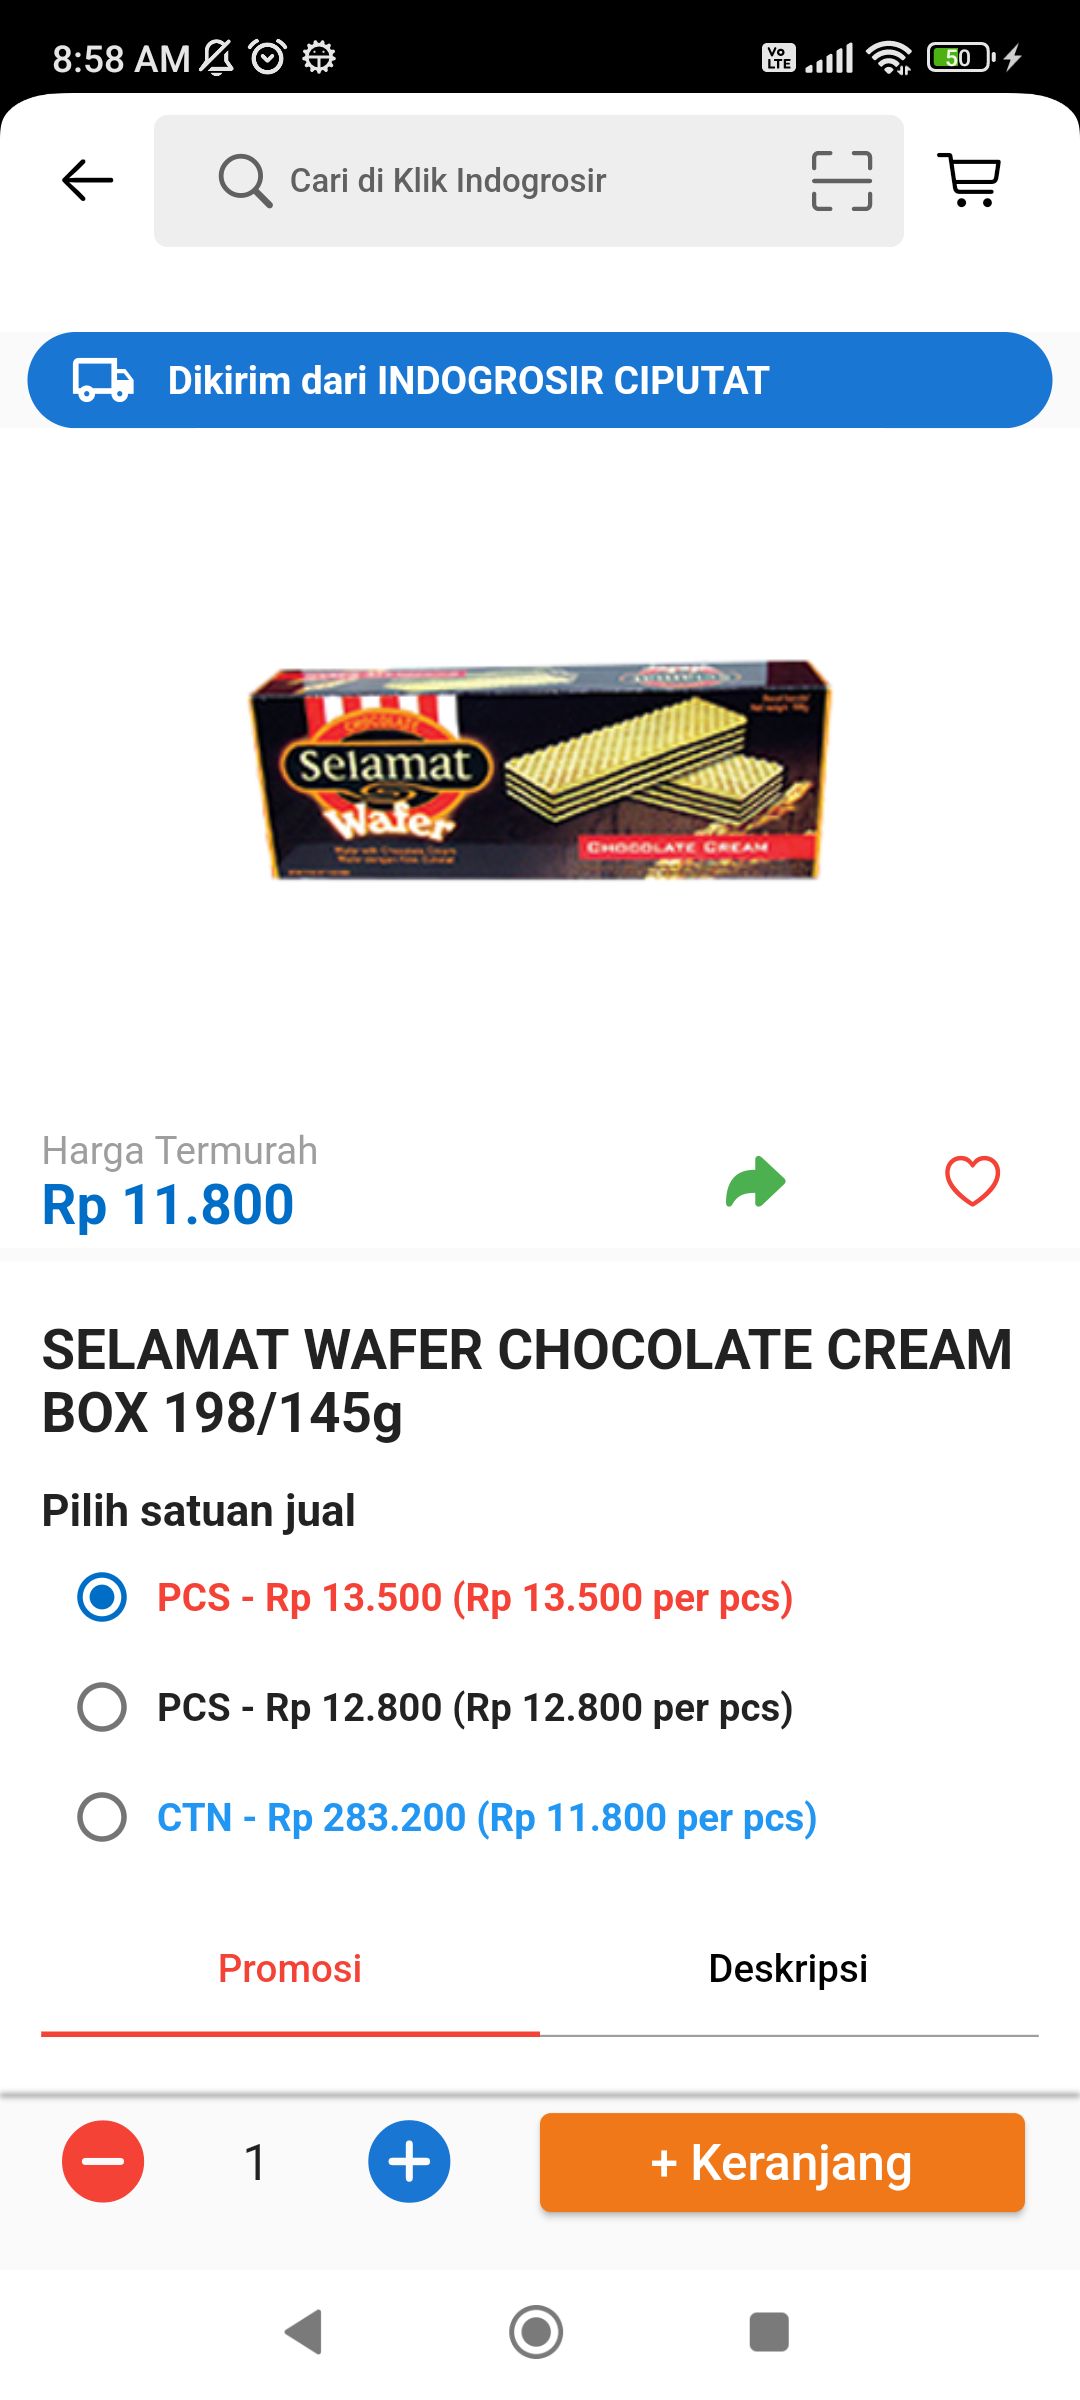 8:58 AM
Vo LTE
50
Cari di Klik Indogrosir
Dikirim dari INDOGROSIR CIPUTAT
CHOCOLATE
Selamat
Wafer
CHOCOLATE CREAM
Harga Termurah
Rp 11.800
SELAMAT WAFER CHOCOLATE CREAM
BOX 198/145g
Pilih satuan jual
PCS - Rp 13.500 (Rp 13.500 per pcs)
PCS - Rp 12.800 (Rp 12.800 per pcs)
CTN - Rp 283.200 (Rp 11.800 per pcs)
Promosi Deskripsi
1 + Keranjang